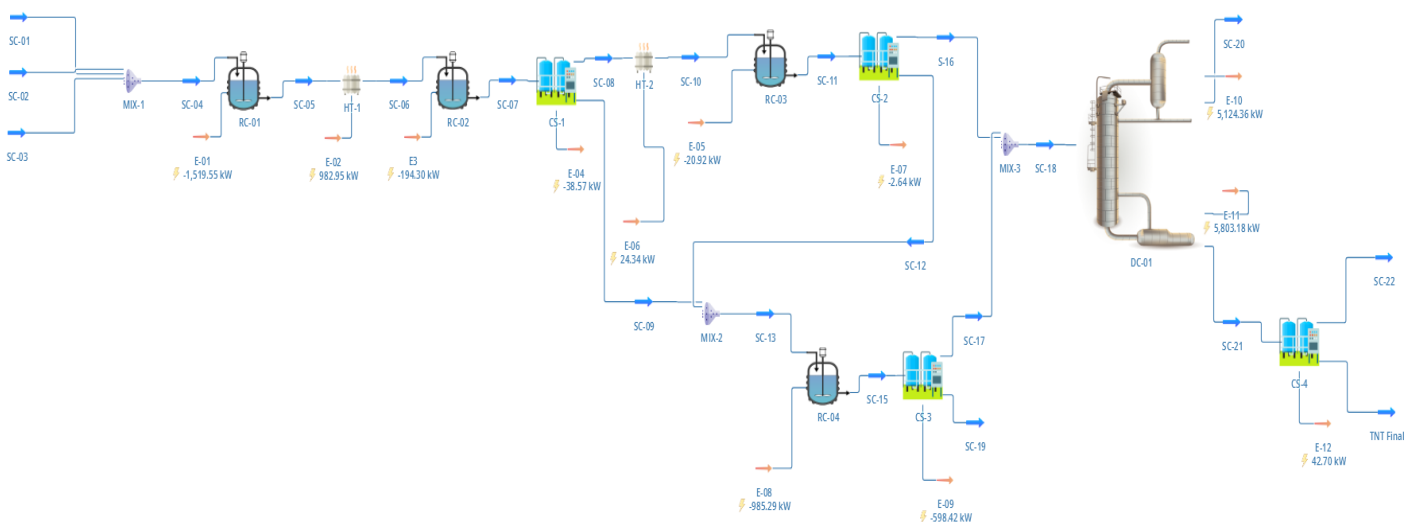 SC-01
SC-02
SC-03
MIX-1
SC-04
RC-01
SC-05
HT-1
SC-06
RC-02
SC-07
CS-1
SC-08
HT-2
SC-10
RC-03
SC-11
CS-2
S-16
E-01
-1,519.55 kW
E-02
982.95 kW
E3
-194.30 kW
E-04
-38.57 kW
E-05
-20.92 kW
E-06
24.34 kW
E-07
-2.64 kW
SC-12
SC-09
MIX-2
SC-13
RC-04
SC-15
CS-3
SC-17
SC-19
E-08
-985.29 kW
E-09
-598.42 kW
MIX-3
SC-18
DC-01
SC-20
E-10
5,124.36 kW
E-11
5,803.18 kW
SC-21
CS-4
SC-22
TNT Final
E-12
42.70 kW